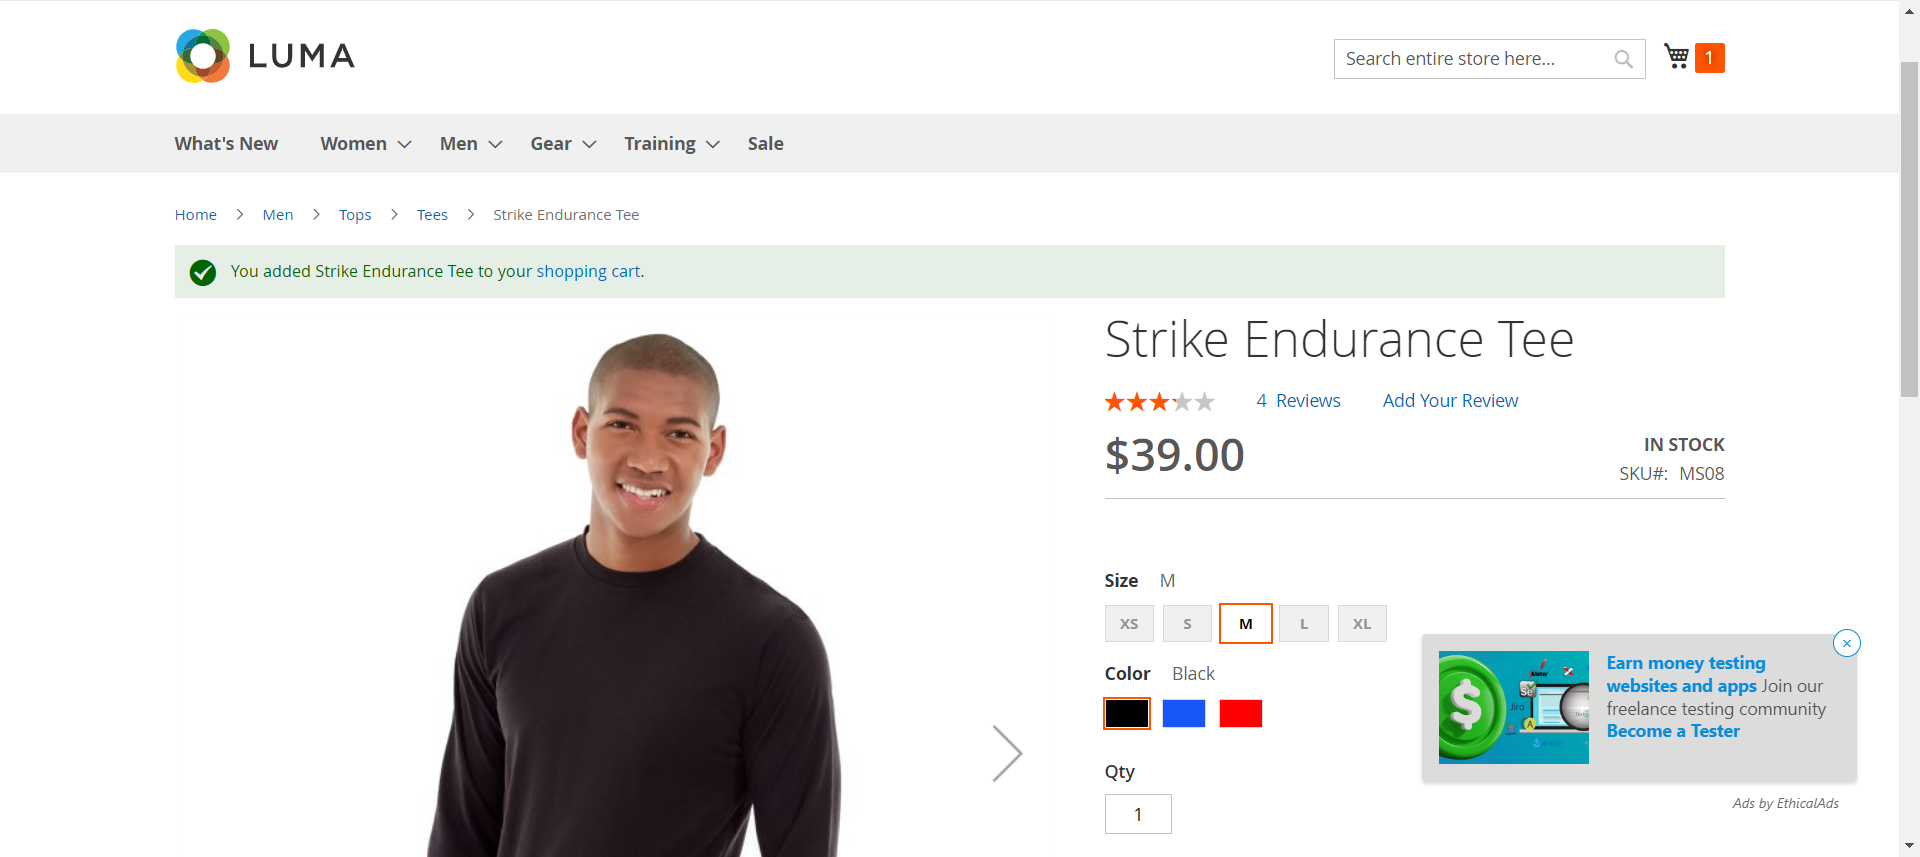 LUMA
Search entire store here...
1
What's New Women Men Gear Training Sale
Home Men Tops Tees Strike Endurance Tee
You added Strike Endurance Tee to your shopping cart.
Strike Endurance Tee
4 Reviews Add Your Review
$39.00
IN STOCK
SKU#: MS08
Size M
XS S M L XL
Color Black
Qty
1
Earn money testing
websites and apps Join our
freelance testing community
Become a Tester
Ads by EthicalAds